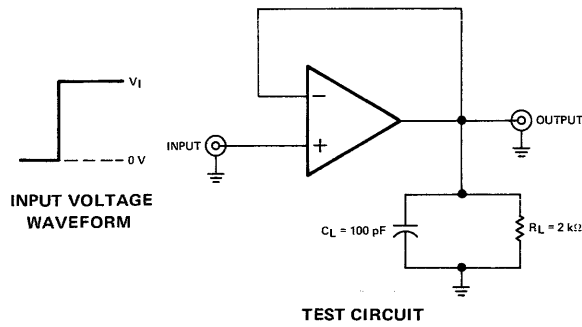 VI
0 V
INPUT VOLTAGE
WAVEFORM
INPUT
−
+
OUTPUT
CL = 100 pF
RL = 2 kΩ
TEST CIRCUIT